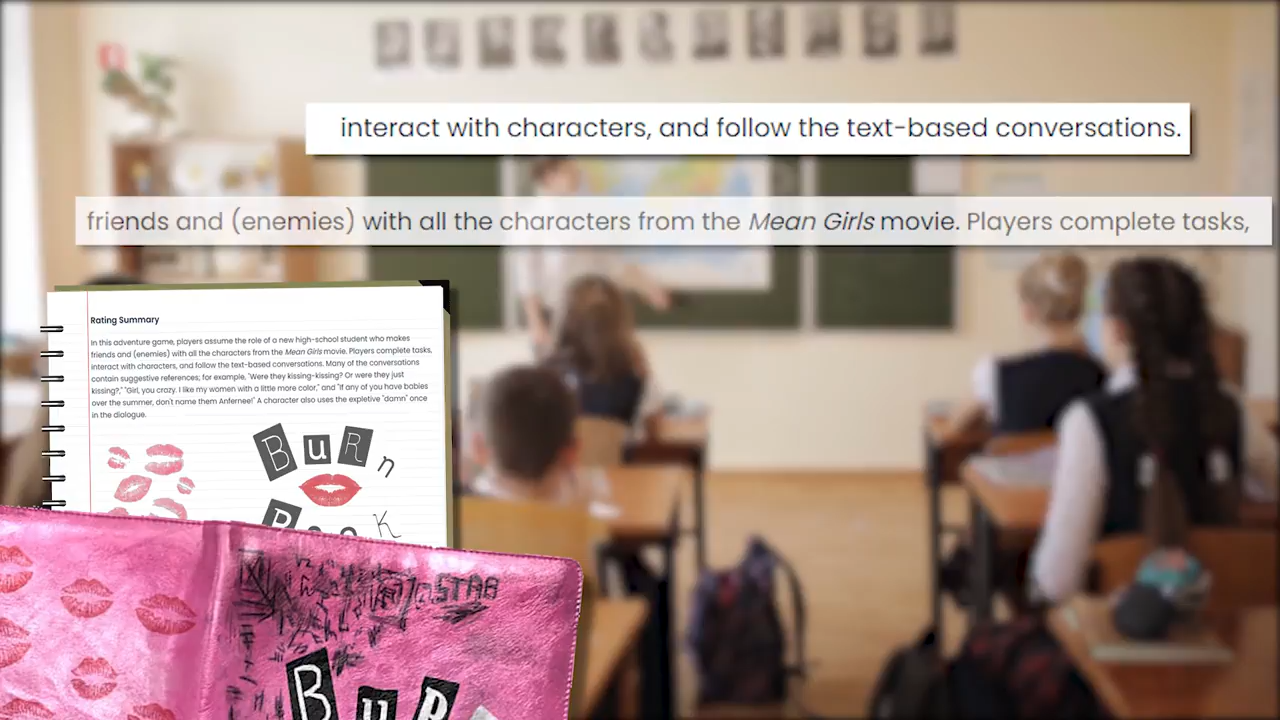 interact with characters, and follow the text-based conversations.
friends and (enemies) with all the characters from the Mean Girls movie. Players complete tasks,
Rating Summary
In this adventure game, players assume the role of a new high-school student who makes
friends and (enemies) with all the characters from the Mean Girls movie. Players complete tasks,
interact with characters, and follow the text-based conversations. Many of the conversations
contain suggestive references; for example, "Were they kissing-kissing? Or were they just
kissing?," "Girl, you crazy. I like my women with a little more color," and "If any of you have babies
over the summer, don't name them Anfernee!" A character also uses the expletive "damn" once
in the dialogue.
BuRn
BooK
STAB
BuR